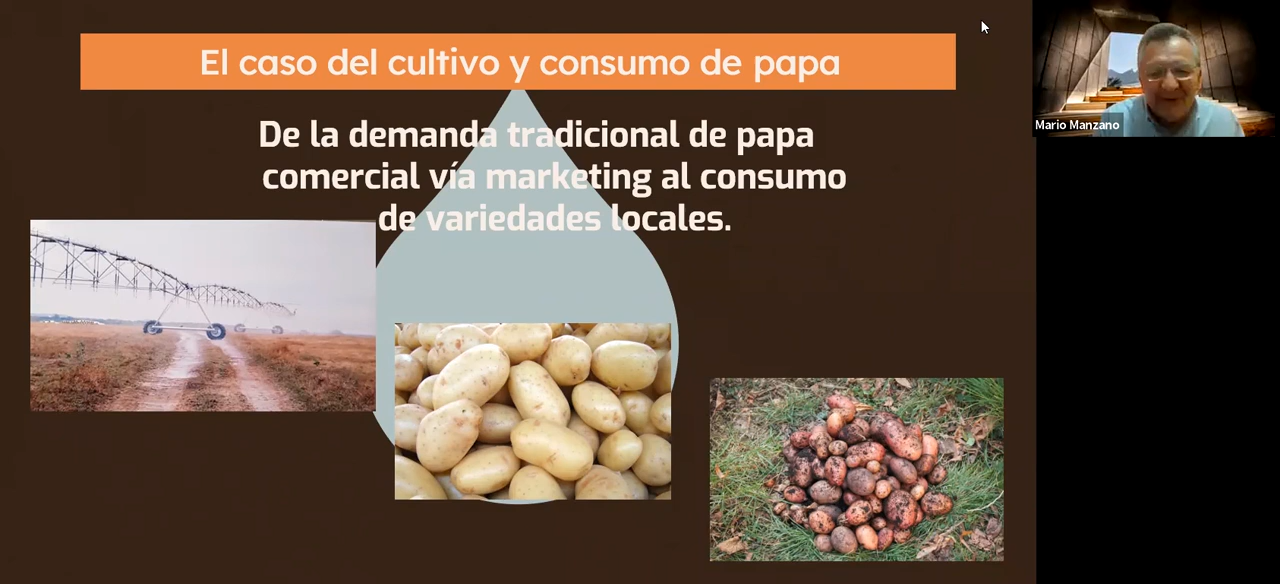 El caso del cultivo y consumo de papa
De la demanda tradicional de papa
comercial vía marketing al consumo
de variedades locales.
Mario Manzano